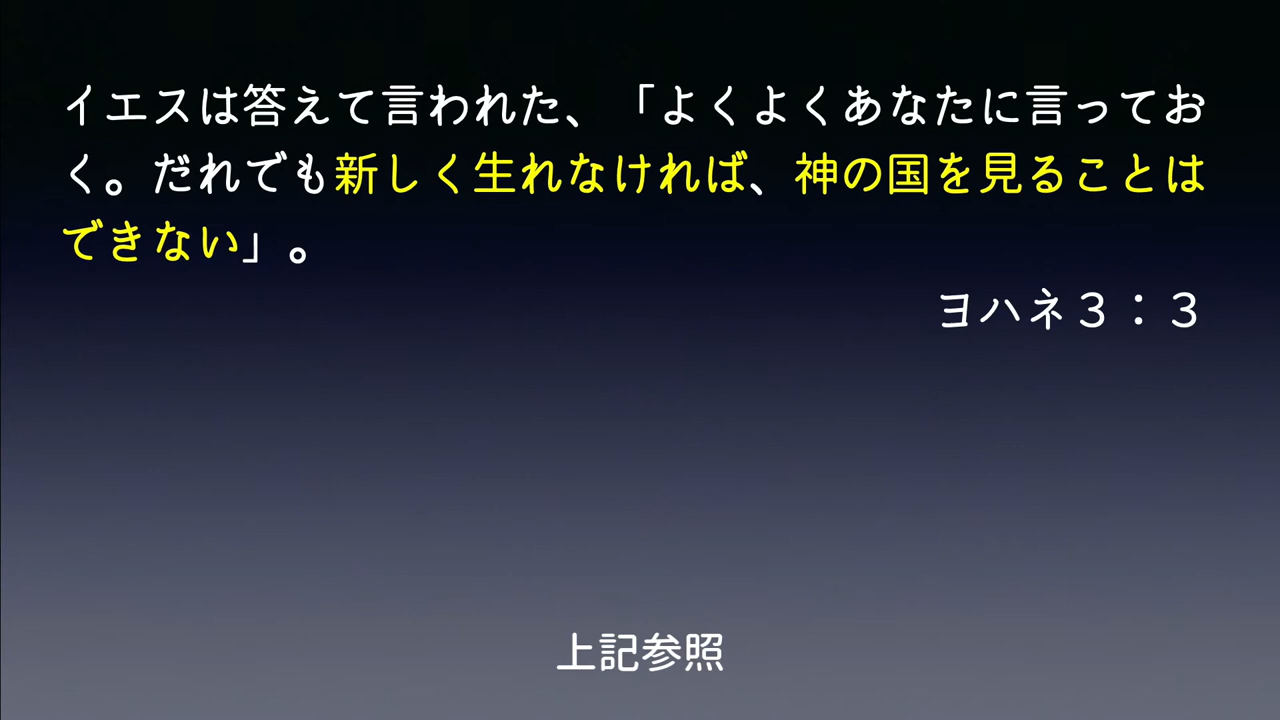 イエスは答えて言われた、「よくよくあなたに言ってお
く。だれでも新しく生れなければ、神の国を見ることは
できない」。
ヨハネ３：３
上記参照